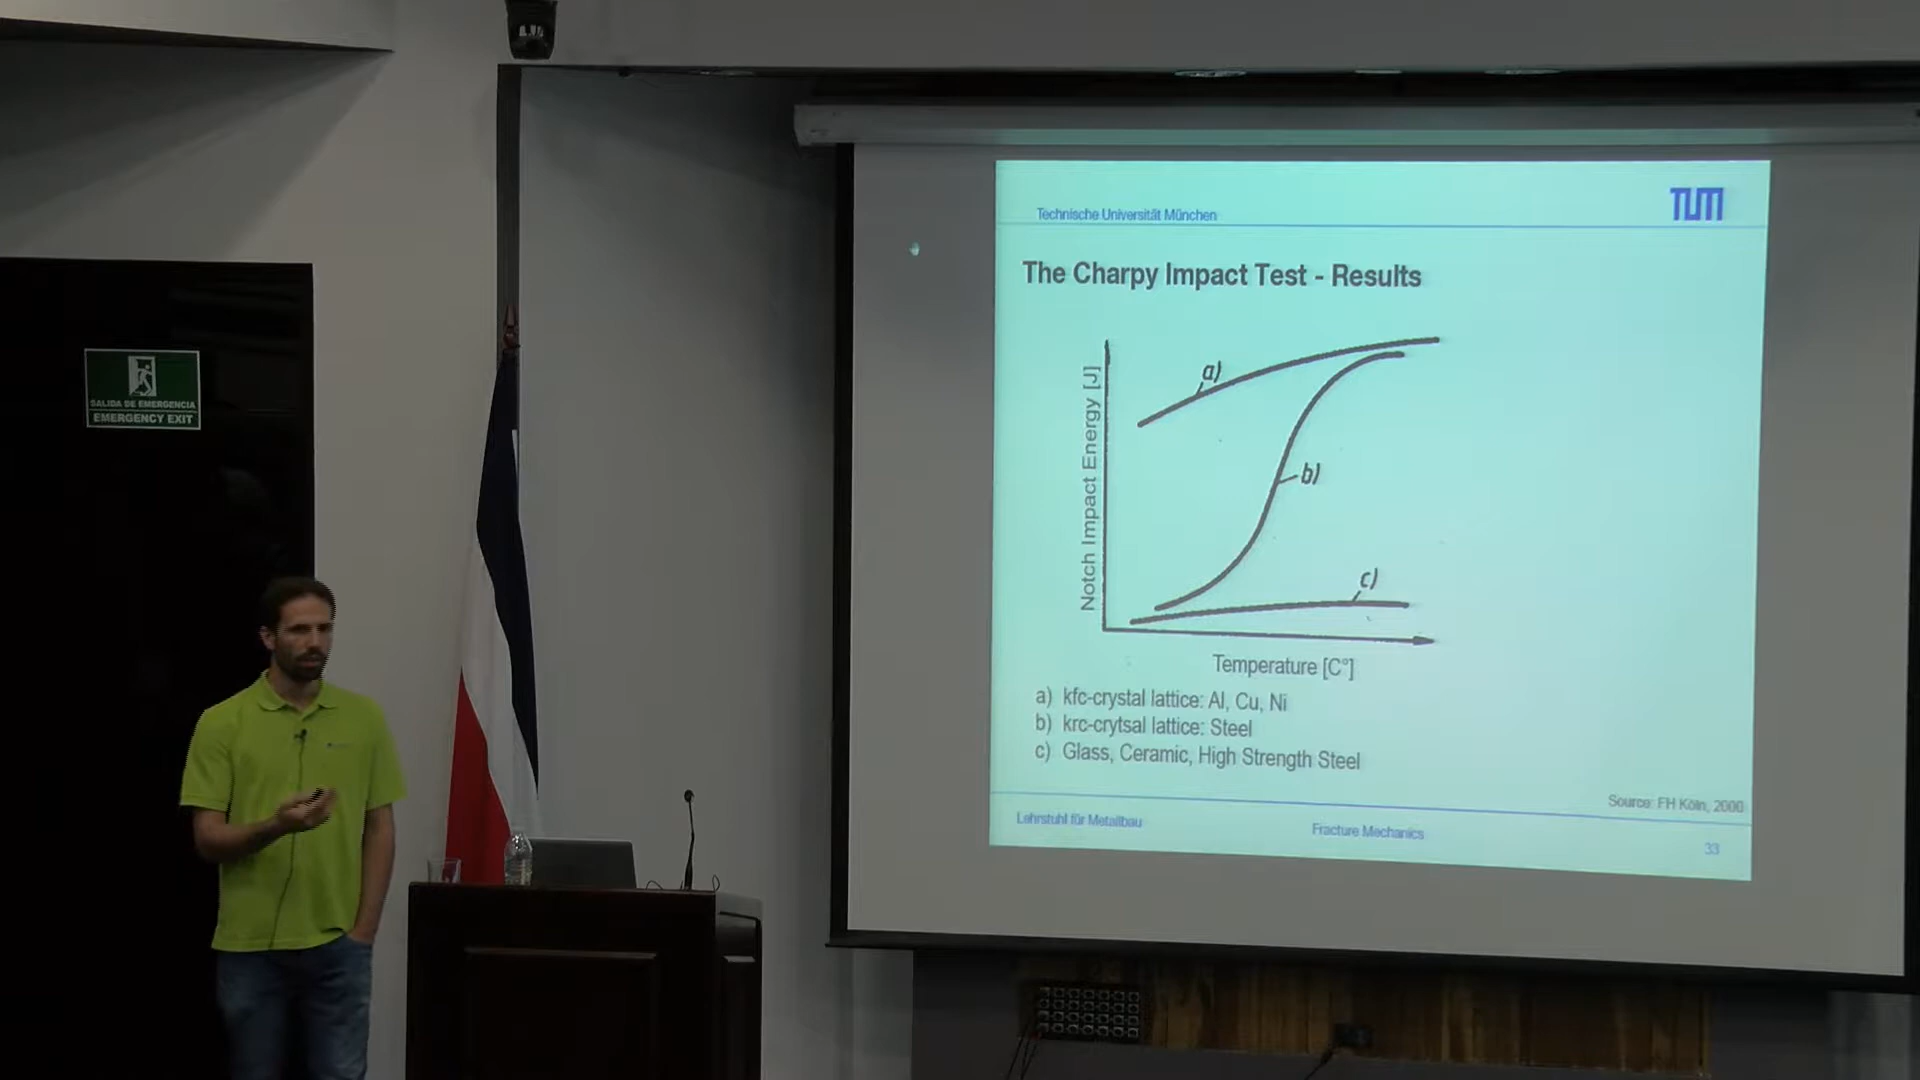 SALIDA DE EMERGENCIA
EMERGENCY EXIT
Technische Universität München
TUM
The Charpy Impact Test - Results
Notch Impact Energy [J]
a)
b)
c)
Temperature [C°]
a) kfc-crystal lattice: Al, Cu, Ni
b) krc-crytsal lattice: Steel
c) Glass, Ceramic, High Strength Steel
Source: FH Köln, 2000
Lehrstuhl für Metallbau
Fracture Mechanics
33